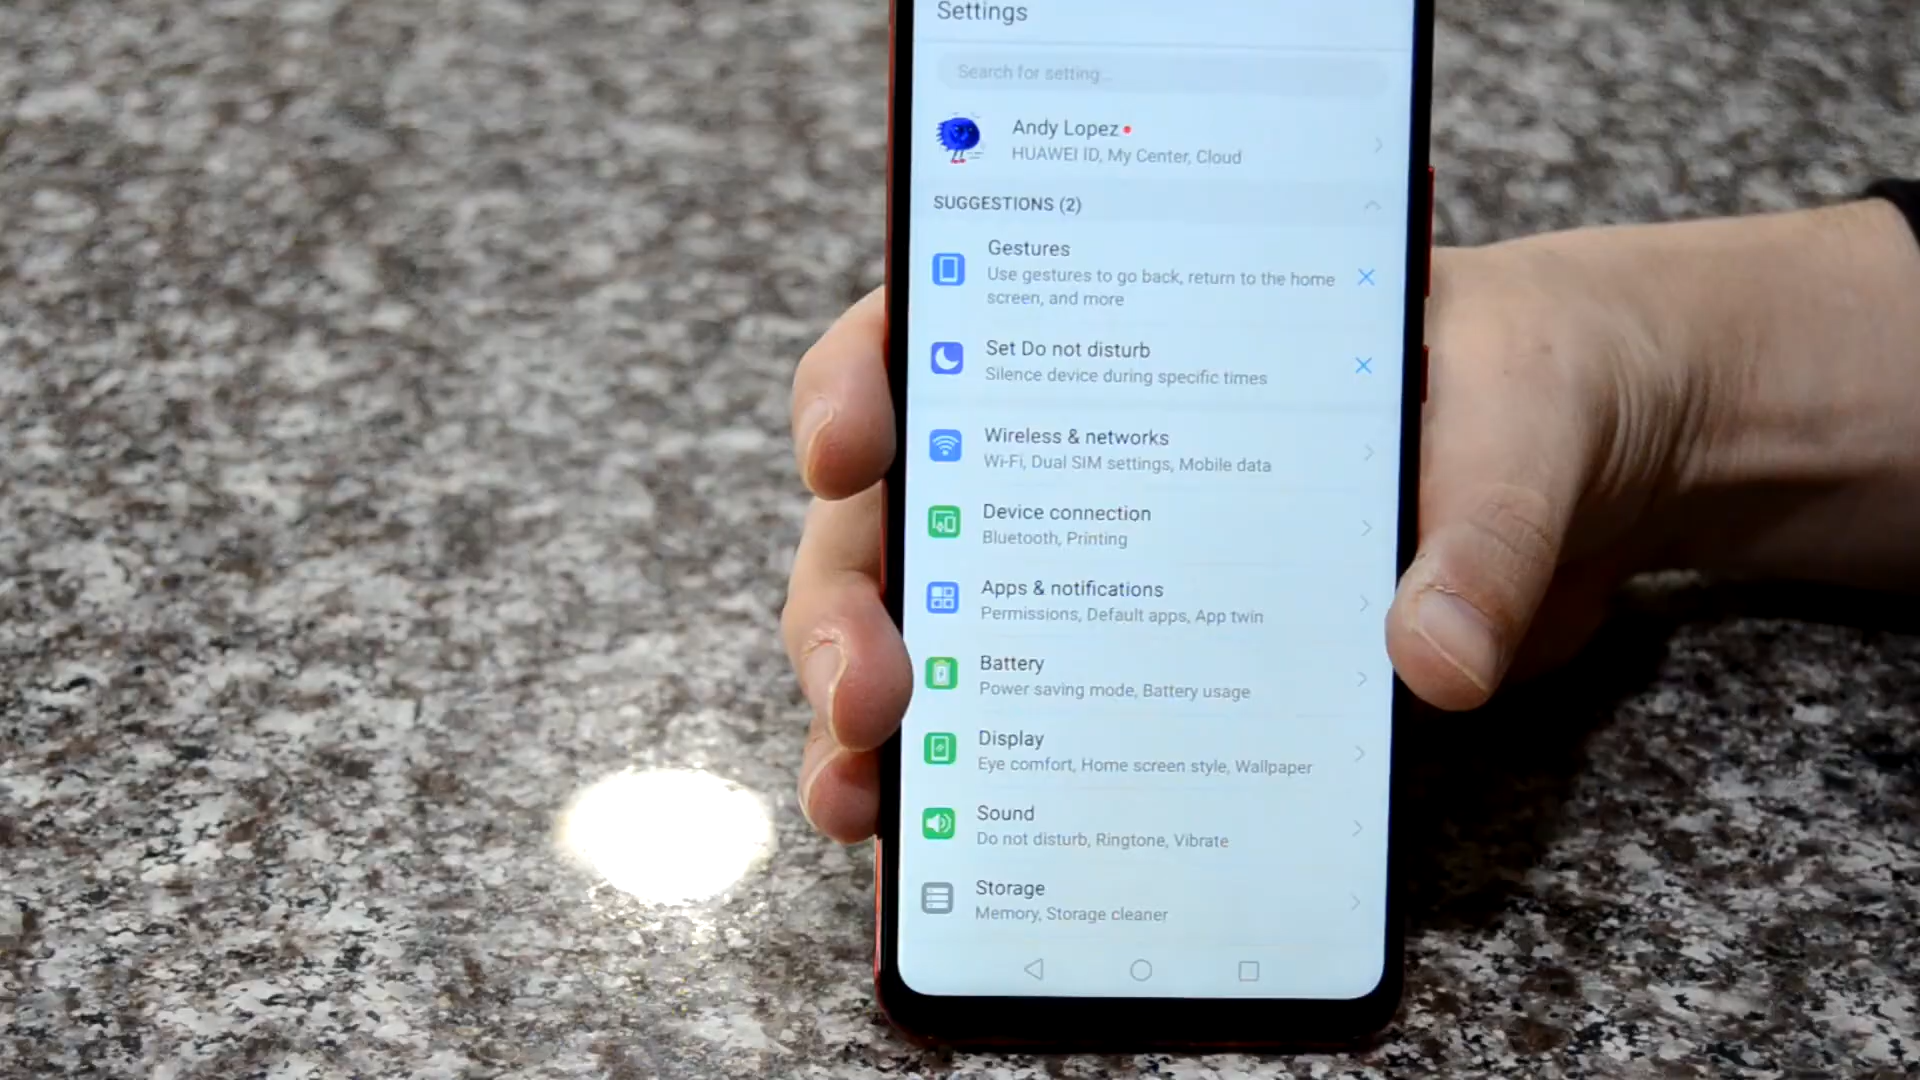 Settings
Search for setting...
Andy Lopez
HUAWEI ID, My Center, Cloud
SUGGESTIONS (2)
Gestures
Use gestures to go back, return to the home
screen, and more
Set Do not disturb
Silence device during specific times
Wireless & networks
Wi-Fi, Dual SIM settings, Mobile data
Device connection
Bluetooth, Printing
Apps & notifications
Permissions, Default apps, App twin
Battery
Power saving mode, Battery usage
Display
Eye comfort, Home screen style, Wallpaper
Sound
Do not disturb, Ringtone, Vibrate
Storage
Memory, Storage cleaner